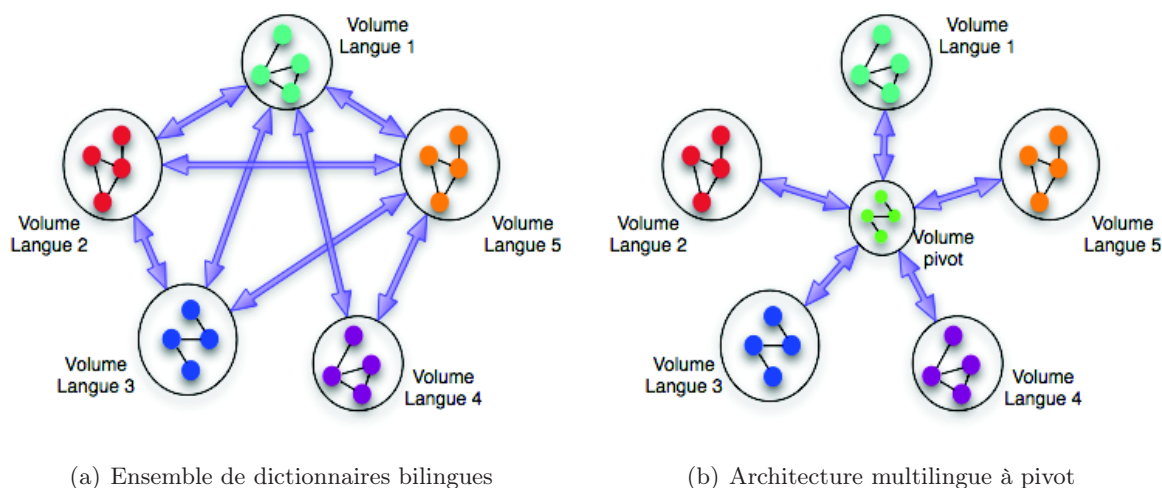 Volume
Langue 1
Volume
Langue 2
Volume
Langue 5
Volume
Langue 3
Volume
Langue 4
(a) Ensemble de dictionnaires bilingues
Volume
Langue 1
Volume
Langue 2
Volume
pivot
Volume
Langue 5
Volume
Langue 3
Volume
Langue 4
(b) Architecture multilingue à pivot